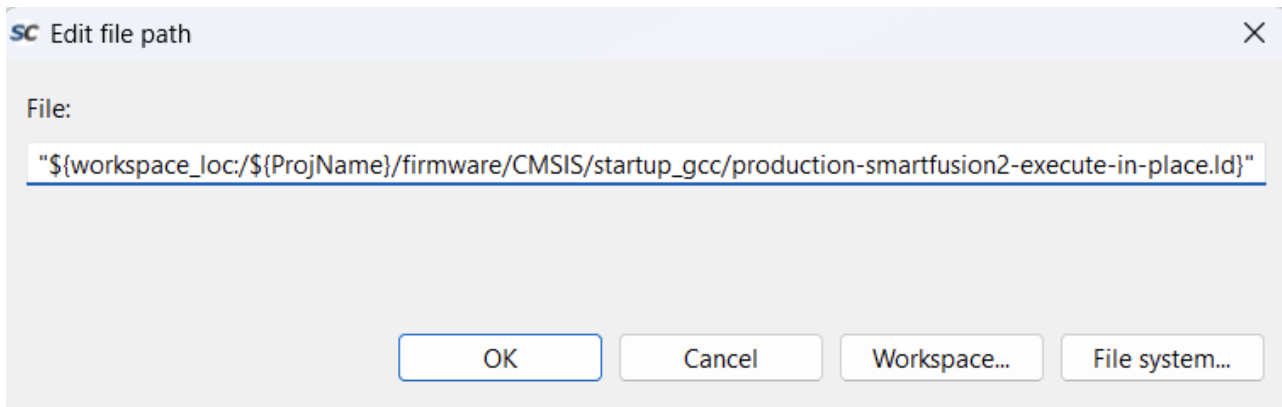 SC Edit file path
File:
"${workspace_loc:/${ProjName}/firmware/CMSIS/startup_gcc/production-smartfusion2-execute-in-place.ld}"
OK Cancel Workspace... File system...